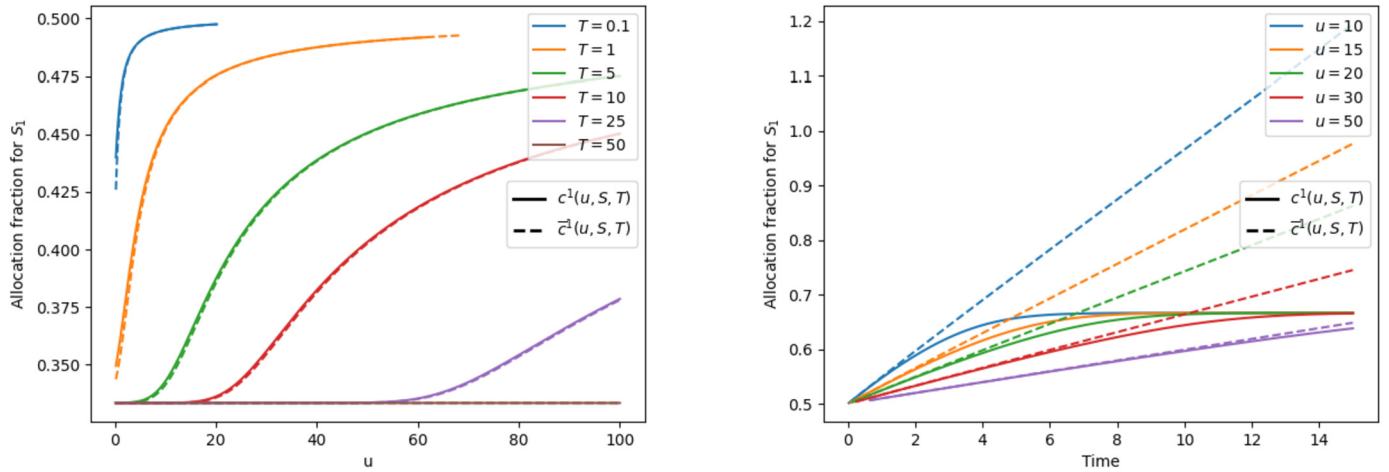 0.500
0.475
0.450
0.425
0.400
0.375
0.350
Allocation fraction for S₁
0
20
40
60
80
100
u
T = 0.1
T = 1
T = 5
T = 10
T = 25
T = 50
c¹(u, S, T)
c̅¹(u, S, T)
1.2
1.1
1.0
0.9
0.8
0.7
0.6
0.5
Allocation fraction for S₁
0
2
4
6
8
10
12
14
Time
u = 10
u = 15
u = 20
u = 30
u = 50
c¹(u, S, T)
c̅¹(u, S, T)